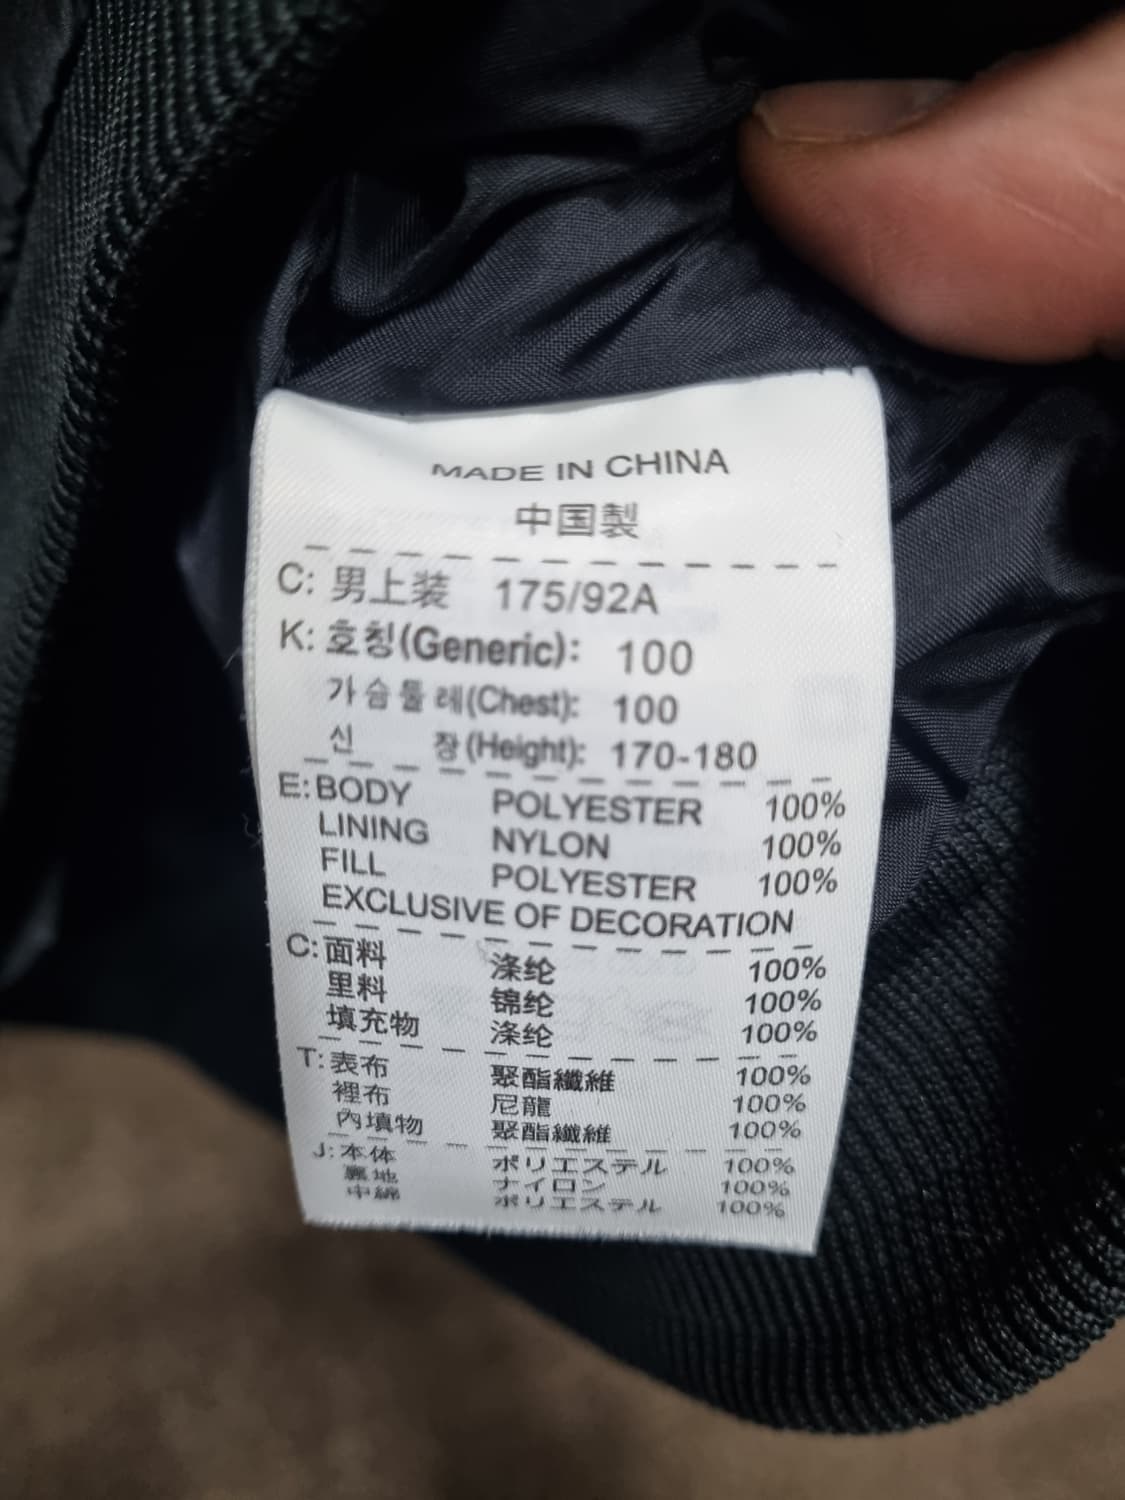 MADE IN CHINA
中国製
C: 男上装 175/92A
K: 호칭(Generic): 100
가슴둘레(Chest): 100
신 장(Height): 170-180
E: BODY POLYESTER 100%
LINING NYLON 100%
FILL POLYESTER 100%
EXCLUSIVE OF DECORATION
C: 面料 涤纶 100%
里料 锦纶 100%
填充物 涤纶 100%
T: 表布 聚酯纖維 100%
裡布 尼龍 100%
內填物 聚酯纖維 100%
J: 本体 ポリエステル 100%
裏地 ナイロン 100%
中綿 ポリエステル 100%